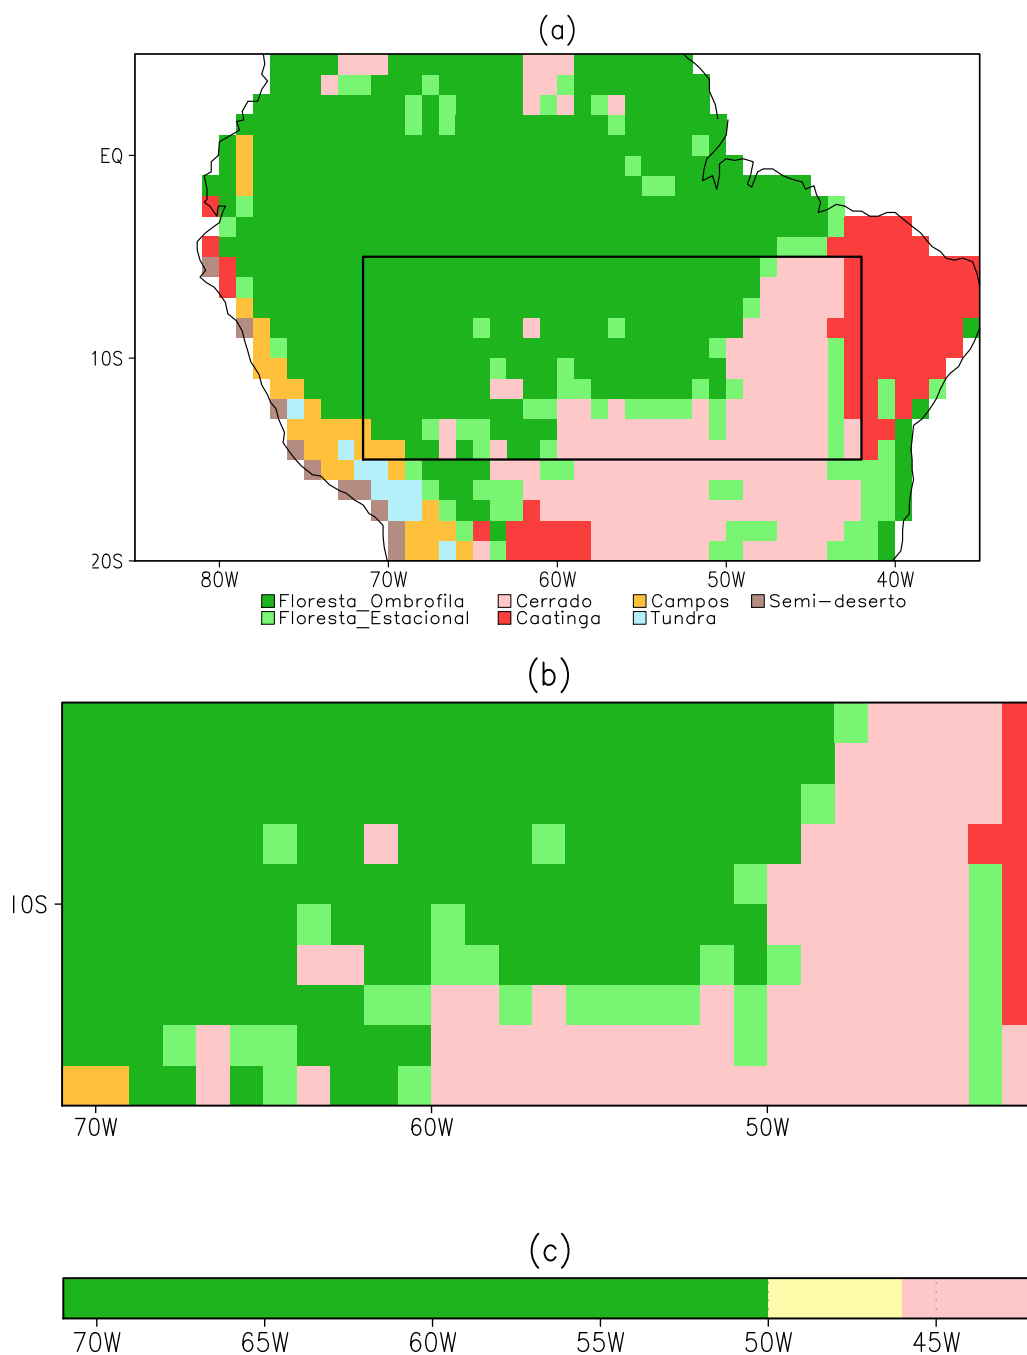 (a)
EQ
10S
20S
80W 70W 60W 50W 40W
Floresta_Ombrofila Cerrado Campos Semi-deserto
Floresta_Estacional Caatinga Tundra
(b)
10S
70W 60W 50W
(c)
70W 65W 60W 55W 50W 45W